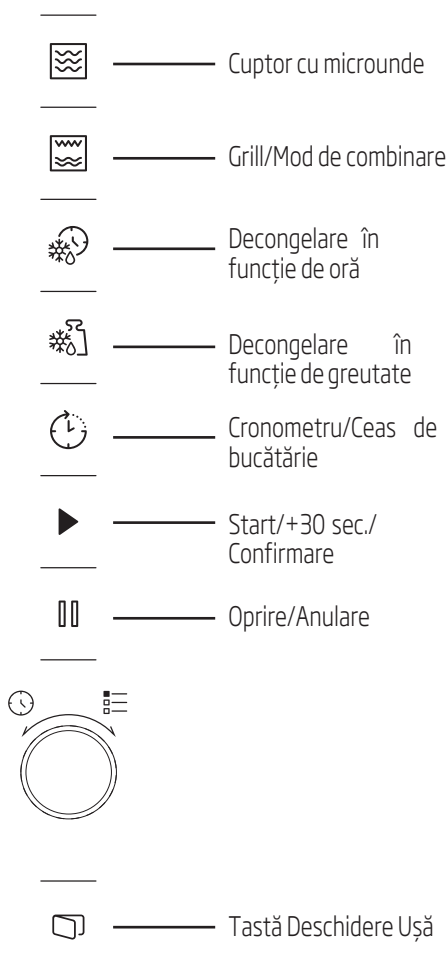 Cuptor cu microunde
Grill/Mod de combinare
Decongelare în
funcție de oră
Decongelare în
funcție de greutate
Cronometru/Ceas de
bucătărie
Start/+30 sec./
Confirmare
Oprire/Anulare
Tastă Deschidere Ușă